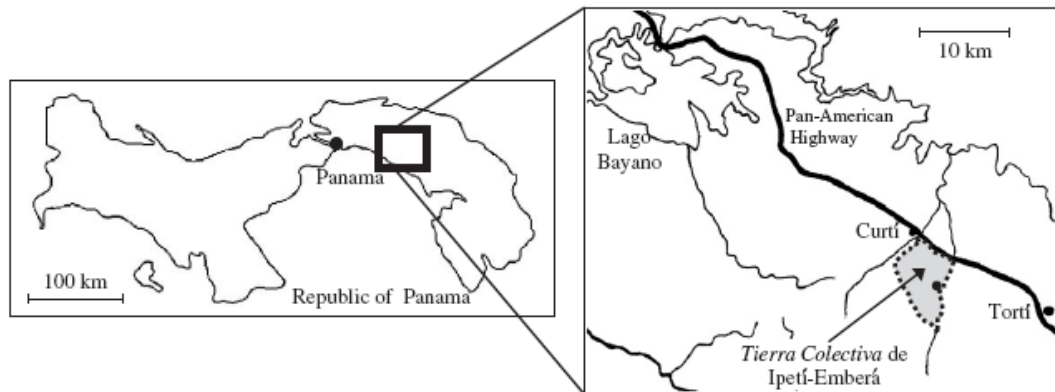 Panama
100 km
Republic of Panama
10 km
Pan-American
Highway
Lago
Bayano
Curtí
Tortí
Tierra Colectiva de
Ipetí-Emberá